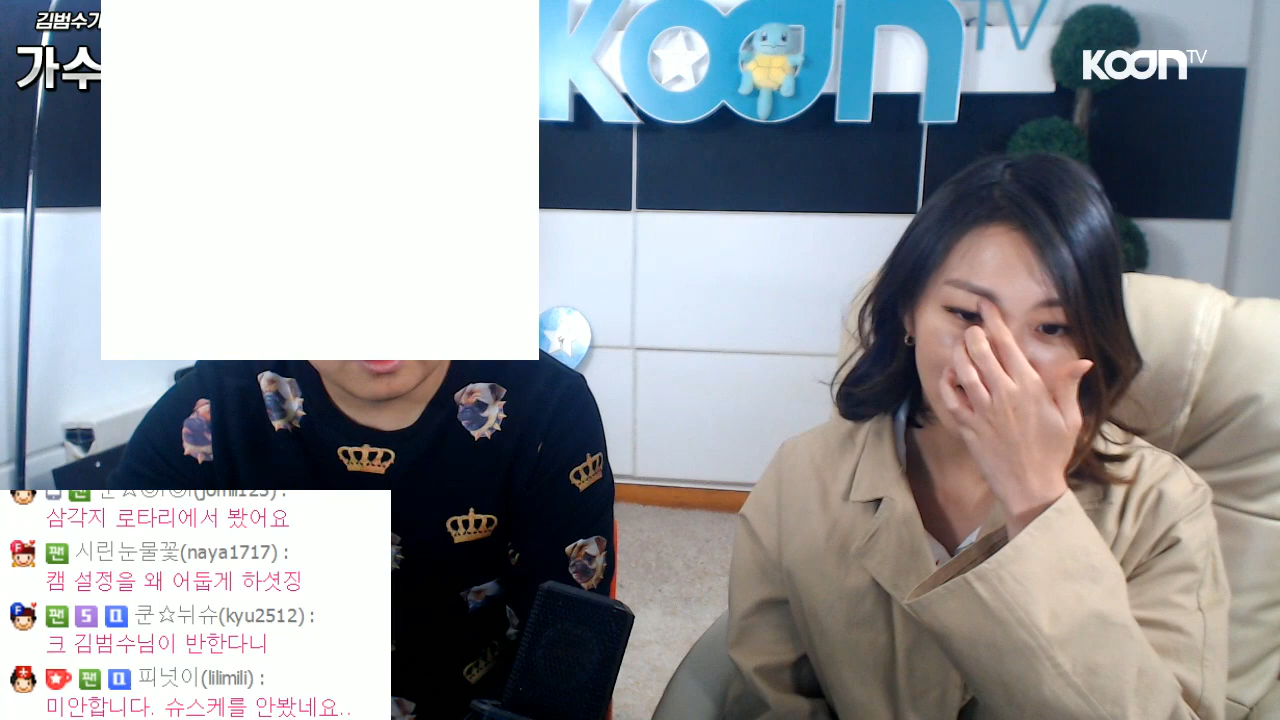 김범수가
가수
KOON TV
KOON TV
삼각지 로타리에서 봤어요
시린눈물꽃(naya1717) :
캠 설정을 왜 어둡게 하셧징
쿤☆뉘슈(kyu2512) :
크 김범수님이 반한다니
피넛이(lilimili) :
미안합니다. 슈스케를 안봤네요..